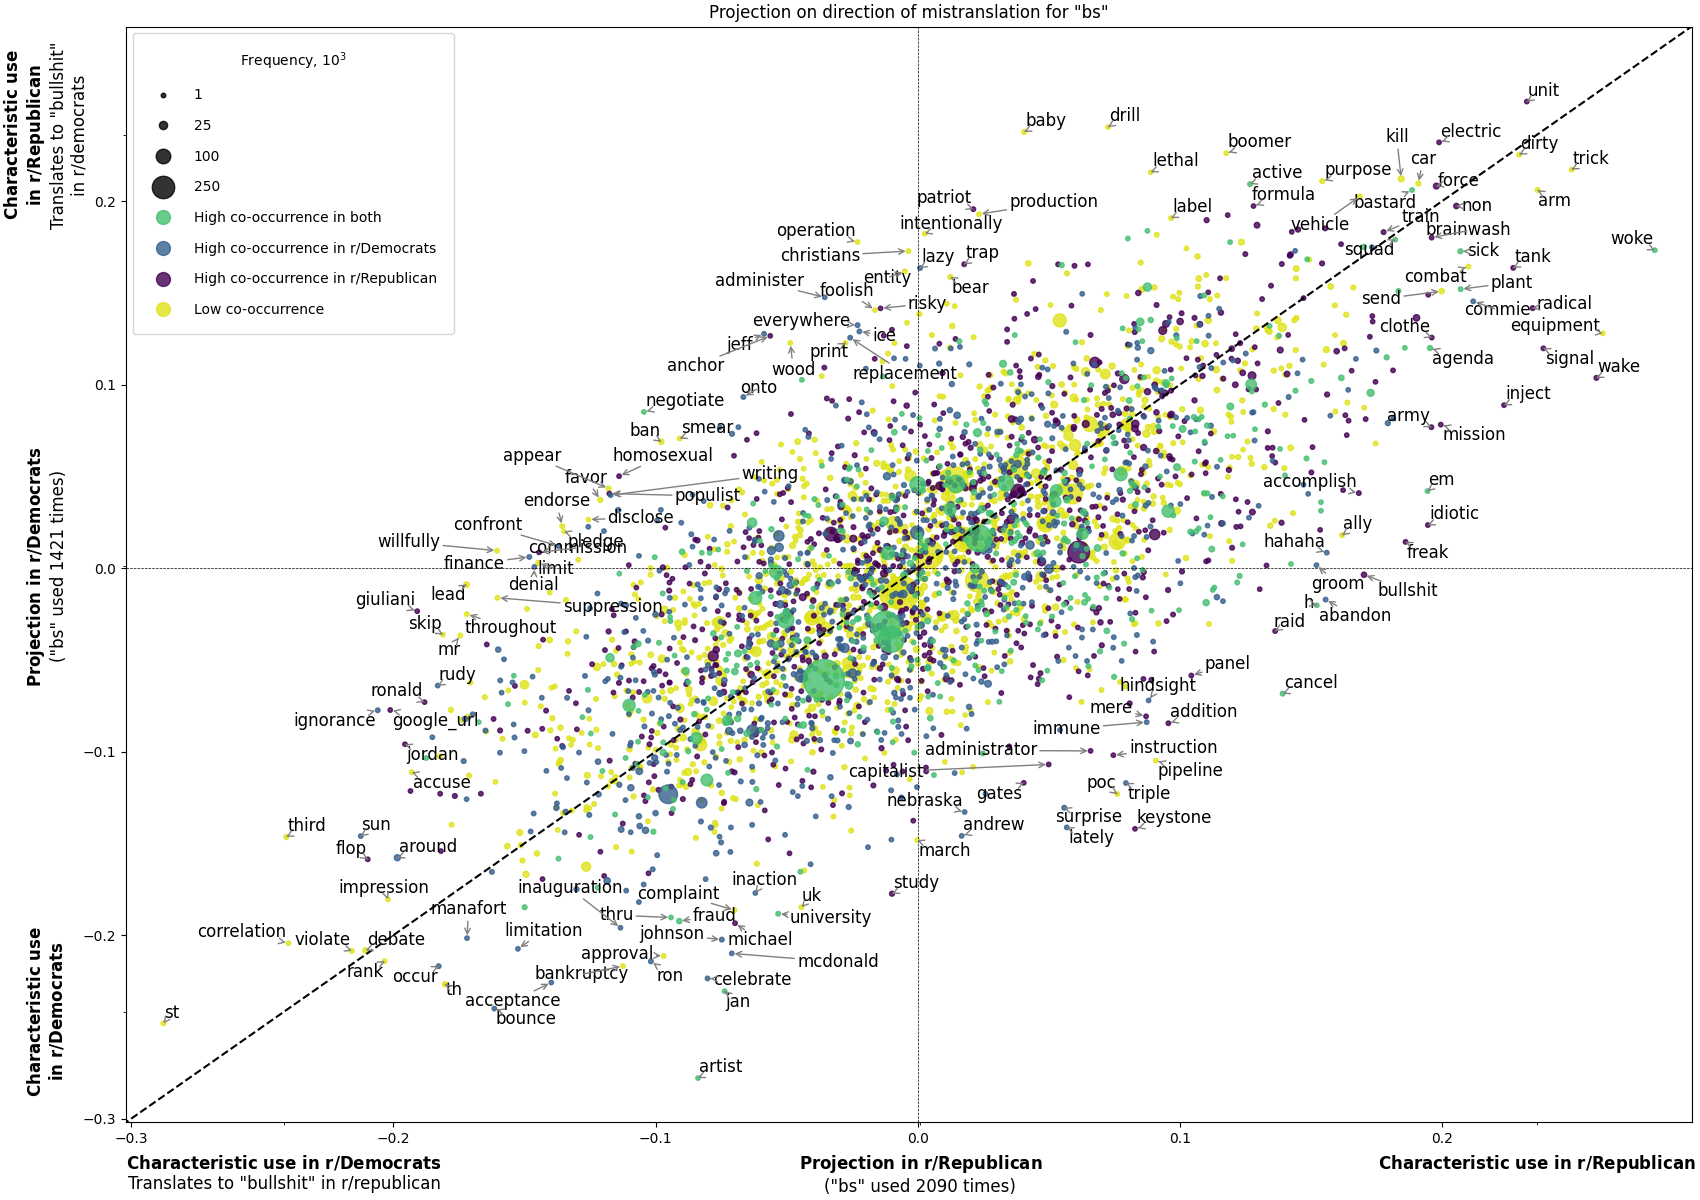 Projection on direction of mistranslation for "bs"
Characteristic use
in r/Republican
Translates to "bullshit"
in r/democrats
Projection in r/Democrats
("bs" used 1421 times)
Characteristic use
in r/Democrats
Frequency, 10³
1
25
100
250
High co-occurrence in both
High co-occurrence in r/Democrats
High co-occurrence in r/Republican
Low co-occurrence
0.2
0.1
0.0
−0.1
−0.2
−0.3
unit
baby
drill
boomer
kill
electric
dirty
lethal
active
purpose
car
trick
formula
force
patriot
production
label
bastard
non
arm
intentionally
vehicle
train
brainwash
operation
woke
christians
lazy
trap
squad
sick
tank
administer
entity
bear
combat
plant
foolish
risky
send
commie
radical
everywhere
ice
clothe
equipment
jeff
print
agenda
signal
anchor
wood
replacement
wake
onto
inject
negotiate
army
mission
ban
smear
appear
homosexual
favor
writing
accomplish
em
endorse
populist
idiotic
confront
disclose
ally
willfully
pledge
commission
hahaha
freak
finance
limit
denial
groom
bullshit
giuliani
lead
suppression
h
abandon
skip
throughout
raid
mr
rudy
panel
ronald
hindsight
cancel
ignorance
google_url
mere
addition
immune
jordan
administrator
instruction
accuse
capitalist
pipeline
gates
poc
triple
nebraska
third
sun
andrew
surprise
keystone
flop
around
march
lately
impression
inauguration
inaction
study
manafort
complaint
uk
thru
fraud
university
correlation
violate
debate
limitation
johnson
michael
rank
occur
approval
mcdonald
th
bankruptcy
ron
celebrate
acceptance
jan
st
bounce
artist
−0.3
−0.2
−0.1
0.0
0.1
0.2
Characteristic use in r/Democrats
Translates to "bullshit" in r/republican
Projection in r/Republican
("bs" used 2090 times)
Characteristic use in r/Republican